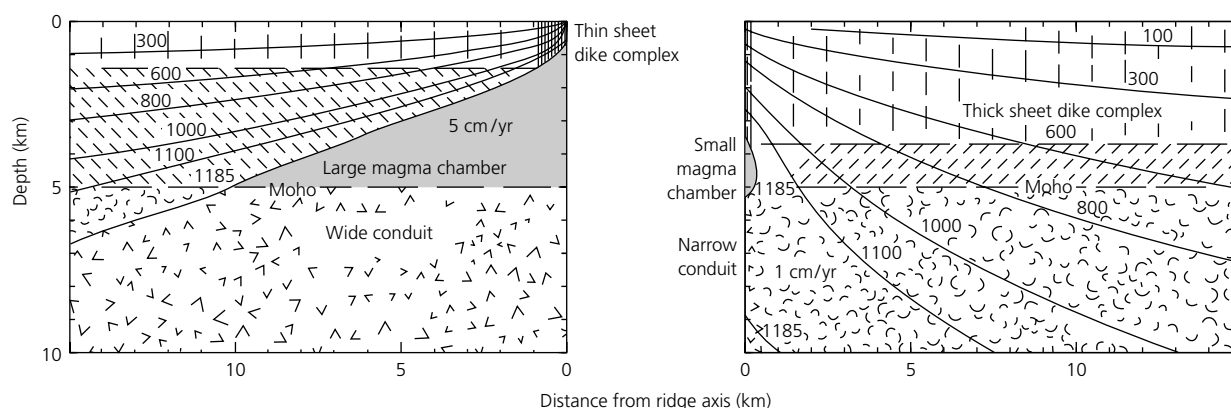 0
5
10
Depth (km)
300
600
800
1000
1100
1185
Moho
5 cm/yr
Large magma chamber
Wide conduit
10
5
0
Thin sheet
dike complex
Small
magma
chamber
Narrow
conduit
100
300
Thick sheet dike complex
600
Moho
800
1000
1100
1185
1 cm/yr
1185
0
5
10
Distance from ridge axis (km)